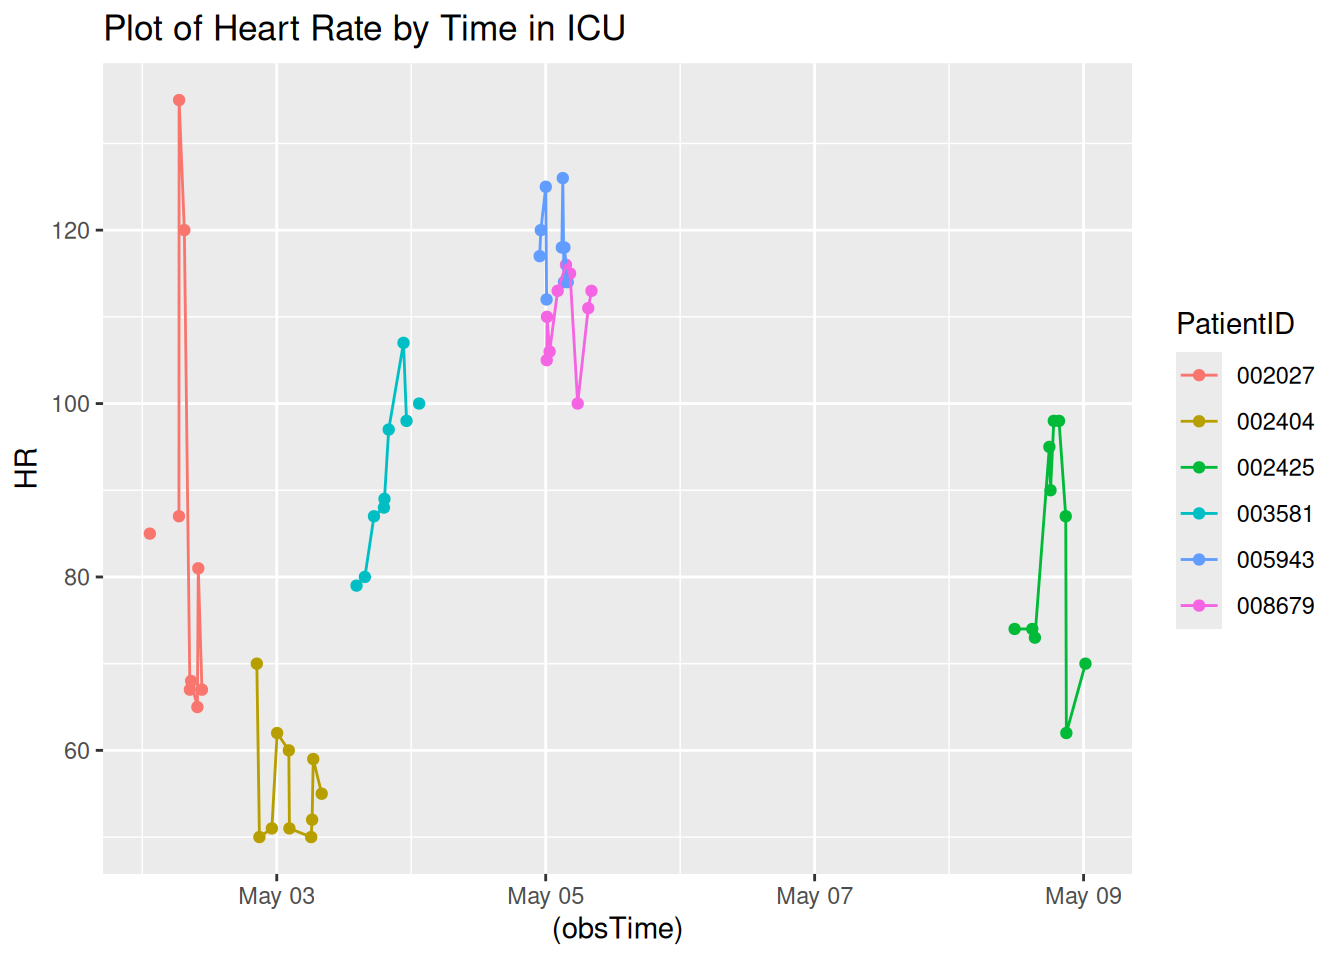 Plot of Heart Rate by Time in ICU
HR
120
100
80
60
May 03
May 05
May 07
May 09
(obsTime)
PatientID
002027
002404
002425
003581
005943
008679